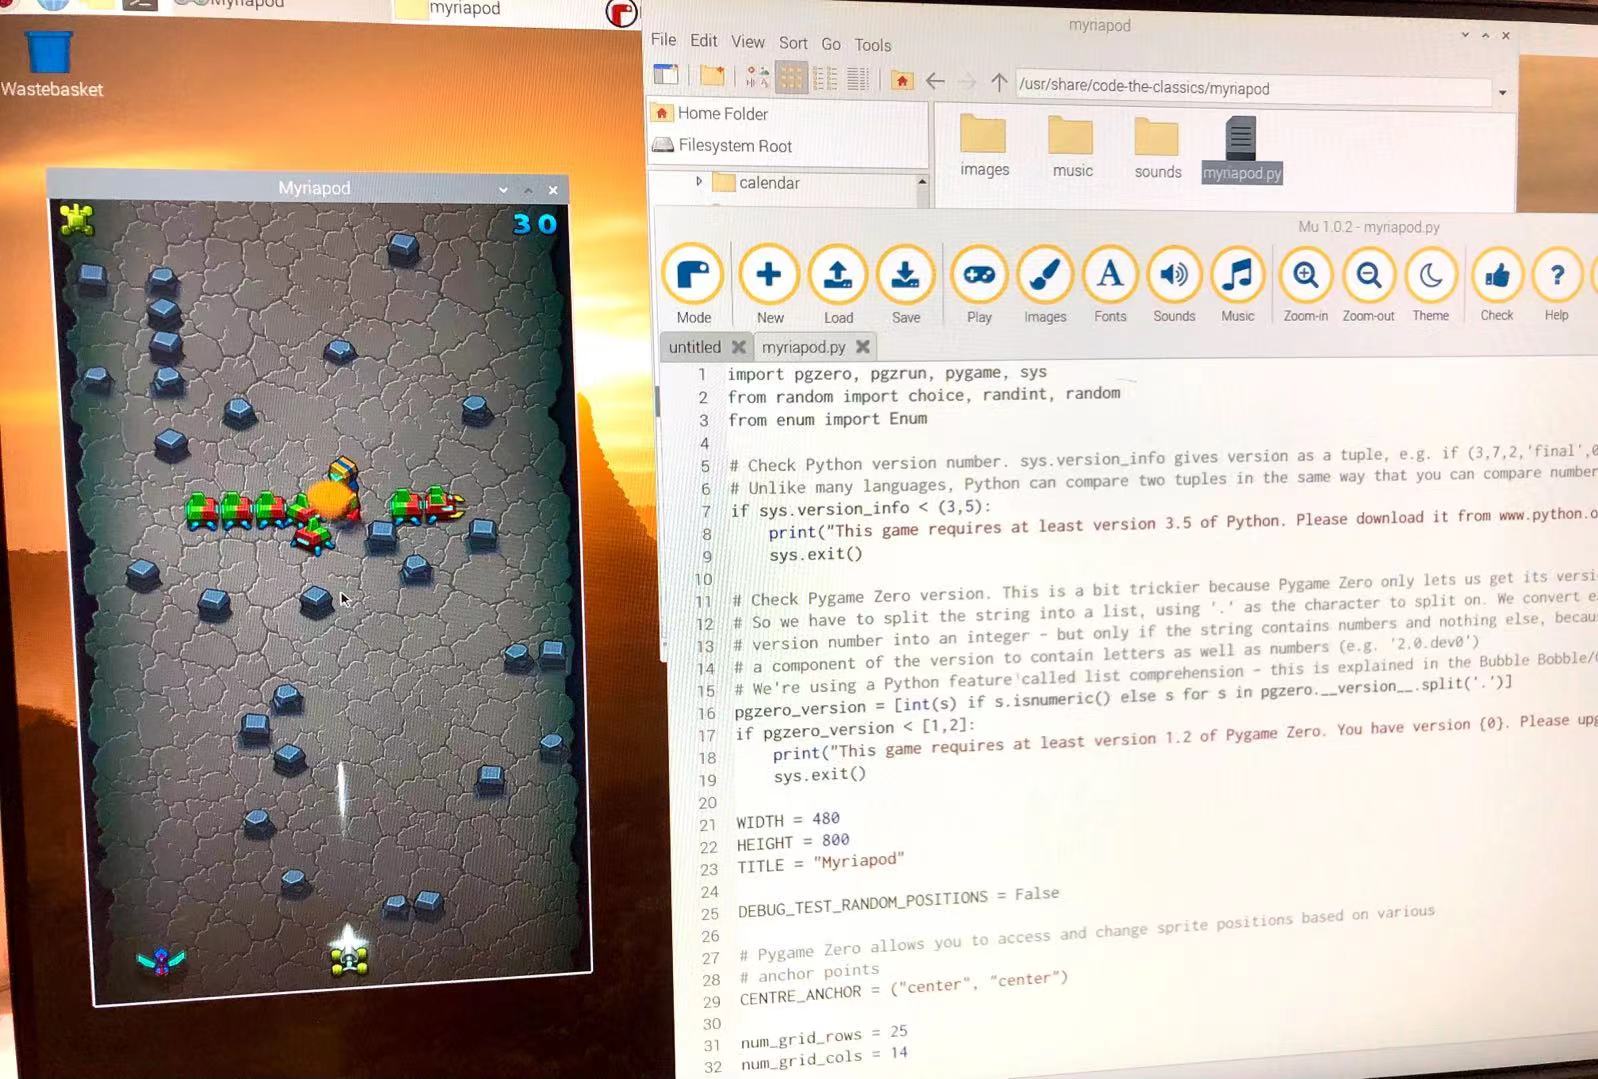 Myriapod
myriapod
Wastebasket
Myriapod
30
myriapod
File Edit View Sort Go Tools
/usr/share/code-the-classics/myriapod
Home Folder
Filesystem Root
calendar
images music sounds myriapod.py
Mu 1.0.2 - myriapod.py
Mode New Load Save Play Images Fonts Sounds Music Zoom-in Zoom-out Theme Check Help
untitled myriapod.py
1 import pgzero, pgzrun, pygame, sys
2 from random import choice, randint, random
3 from enum import Enum
4
5 # Check Python version number. sys.version_info gives version as a tuple, e.g. if (3,7,2,'final',0
6 # Unlike many languages, Python can compare two tuples in the same way that you can compare number
7 if sys.version_info < (3,5):
8 print("This game requires at least version 3.5 of Python. Please download it from www.python.o
9 sys.exit()
10
11 # Check Pygame Zero version. This is a bit trickier because Pygame Zero only lets us get its versi
12 # So we have to split the string into a list, using '.' as the character to split on. We convert e
13 # version number into an integer - but only if the string contains numbers and nothing else, becau
14 # a component of the version to contain letters as well as numbers (e.g. '2.0.dev0')
15 # We're using a Python feature called list comprehension - this is explained in the Bubble Bobble/
16 pgzero_version = [int(s) if s.isnumeric() else s for s in pgzero.__version__.split('.')]
17 if pgzero_version < [1,2]:
18 print("This game requires at least version 1.2 of Pygame Zero. You have version {0}. Please upg
19 sys.exit()
20
21 WIDTH = 480
22 HEIGHT = 800
23 TITLE = "Myriapod"
24
25 DEBUG_TEST_RANDOM_POSITIONS = False
26
27 # Pygame Zero allows you to access and change sprite positions based on various
28 # anchor points
29 CENTRE_ANCHOR = ("center", "center")
30
31 num_grid_rows = 25
32 num_grid_cols = 14